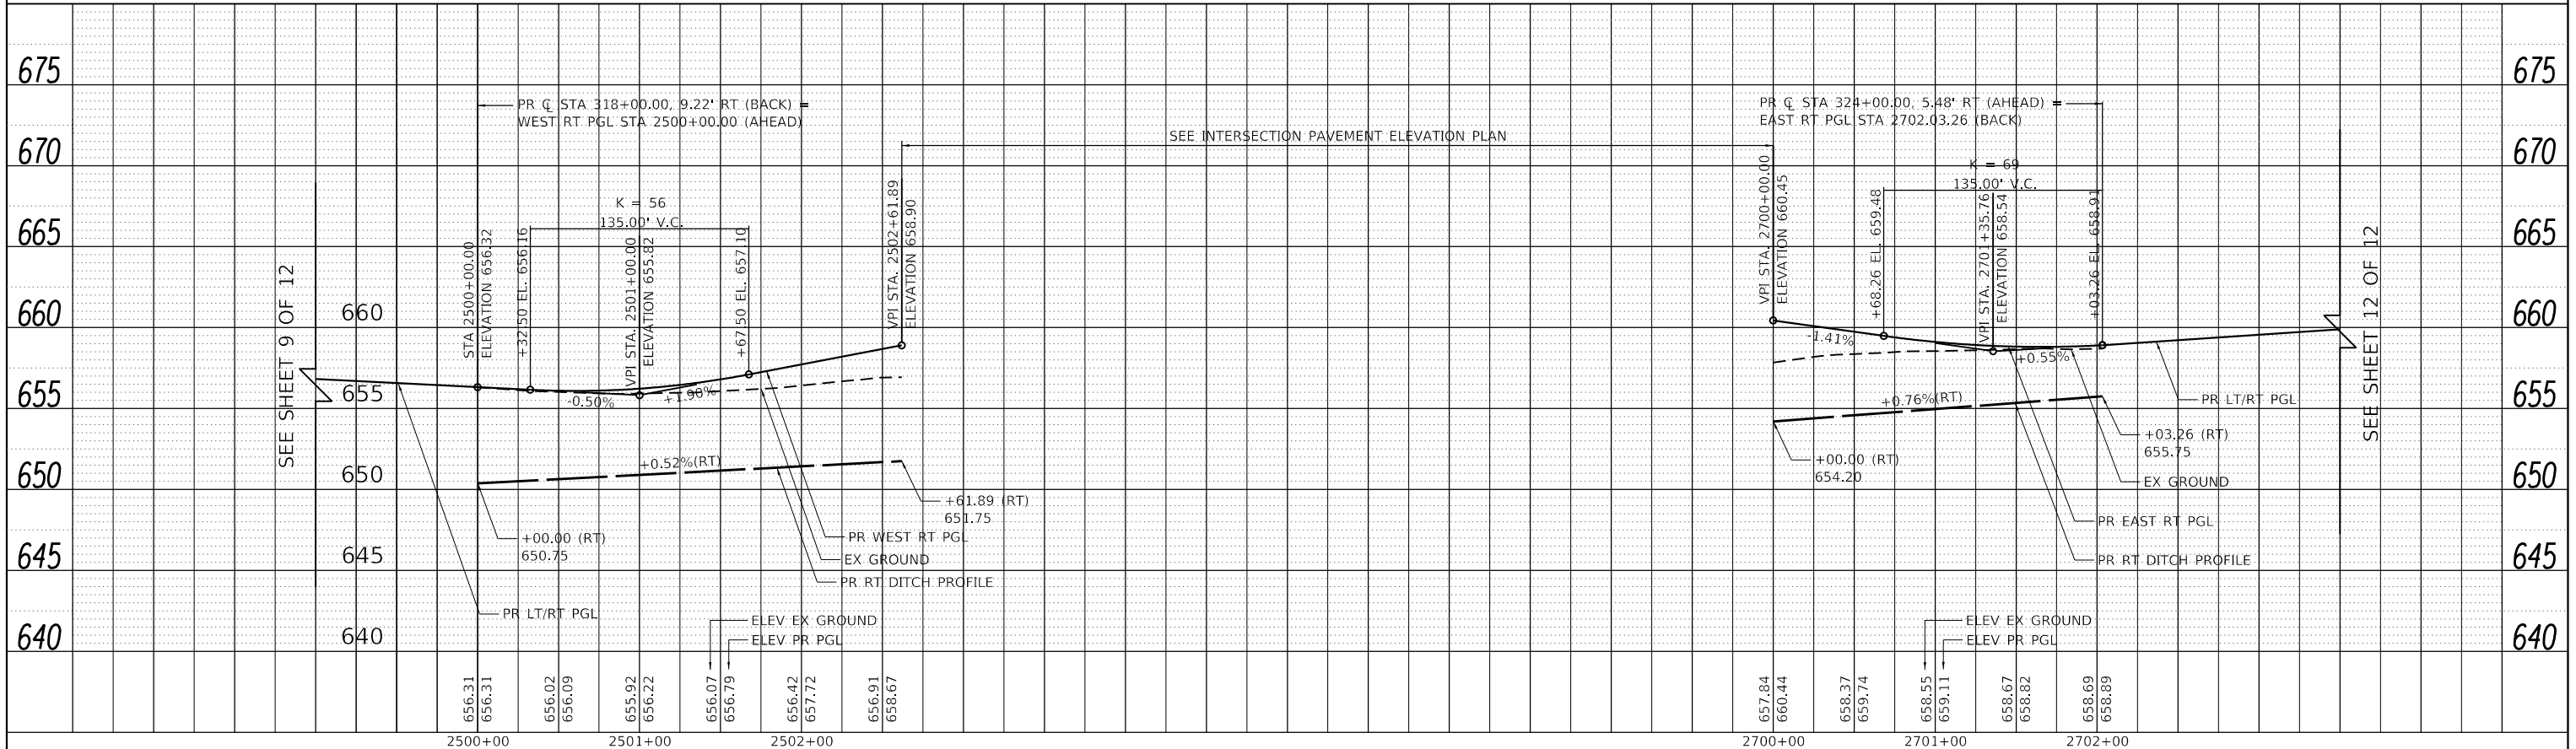 675
670
665
660
655
650
645
640
SEE SHEET 9 OF 12
660
655
650
645
640
PR ℄ STA 318+00.00, 9.22' RT (BACK) =
WEST RT PGL STA 2500+00.00 (AHEAD)
STA 2500+00.00
ELEVATION 656.32
+32.50 EL. 656.16
K = 56
135.00' V.C.
VPI STA. 2501+00.00
ELEVATION 655.82
+67.50 EL. 657.10
VPI STA. 2502+61.89
ELEVATION 658.90
-0.50%
+1.90%
+0.52%(RT)
+00.00 (RT)
650.75
+61.89 (RT)
651.75
PR WEST RT PGL
EX GROUND
PR RT DITCH PROFILE
PR LT/RT PGL
ELEV EX GROUND
ELEV PR PGL
SEE INTERSECTION PAVEMENT ELEVATION PLAN
PR ℄ STA 324+00.00, 5.48' RT (AHEAD) =
EAST RT PGL STA 2702.03.26 (BACK)
VPI STA. 2700+00.00
ELEVATION 660.45
+68.26 EL. 659.48
K = 69
135.00' V.C.
VPI STA. 2701+35.76
ELEVATION 658.54
+03.26 EL. 658.91
-1.41%
+0.55%
+0.76%(RT)
PR LT/RT PGL
+00.00 (RT)
654.20
+03.26 (RT)
655.75
EX GROUND
PR EAST RT PGL
PR RT DITCH PROFILE
ELEV EX GROUND
ELEV PR PGL
SEE SHEET 12 OF 12
675
670
665
660
655
650
645
640
656.31
656.31
656.02
656.09
655.92
656.22
656.07
656.79
656.42
657.72
656.91
658.67
657.84
660.44
658.37
659.74
658.55
659.11
658.67
658.82
658.69
658.89
2500+00
2501+00
2502+00
2700+00
2701+00
2702+00